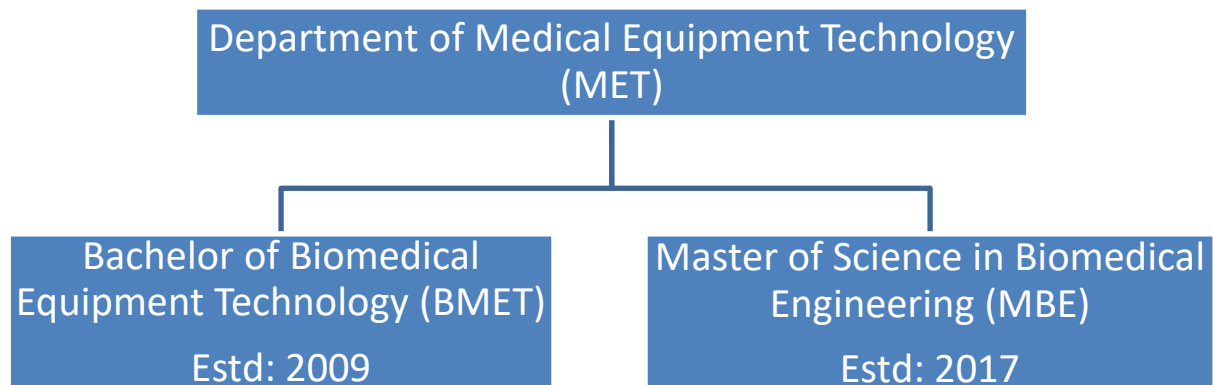 Department of Medical Equipment Technology
(MET)
Bachelor of Biomedical
Equipment Technology (BMET)
Estd: 2009
Master of Science in Biomedical
Engineering (MBE)
Estd: 2017